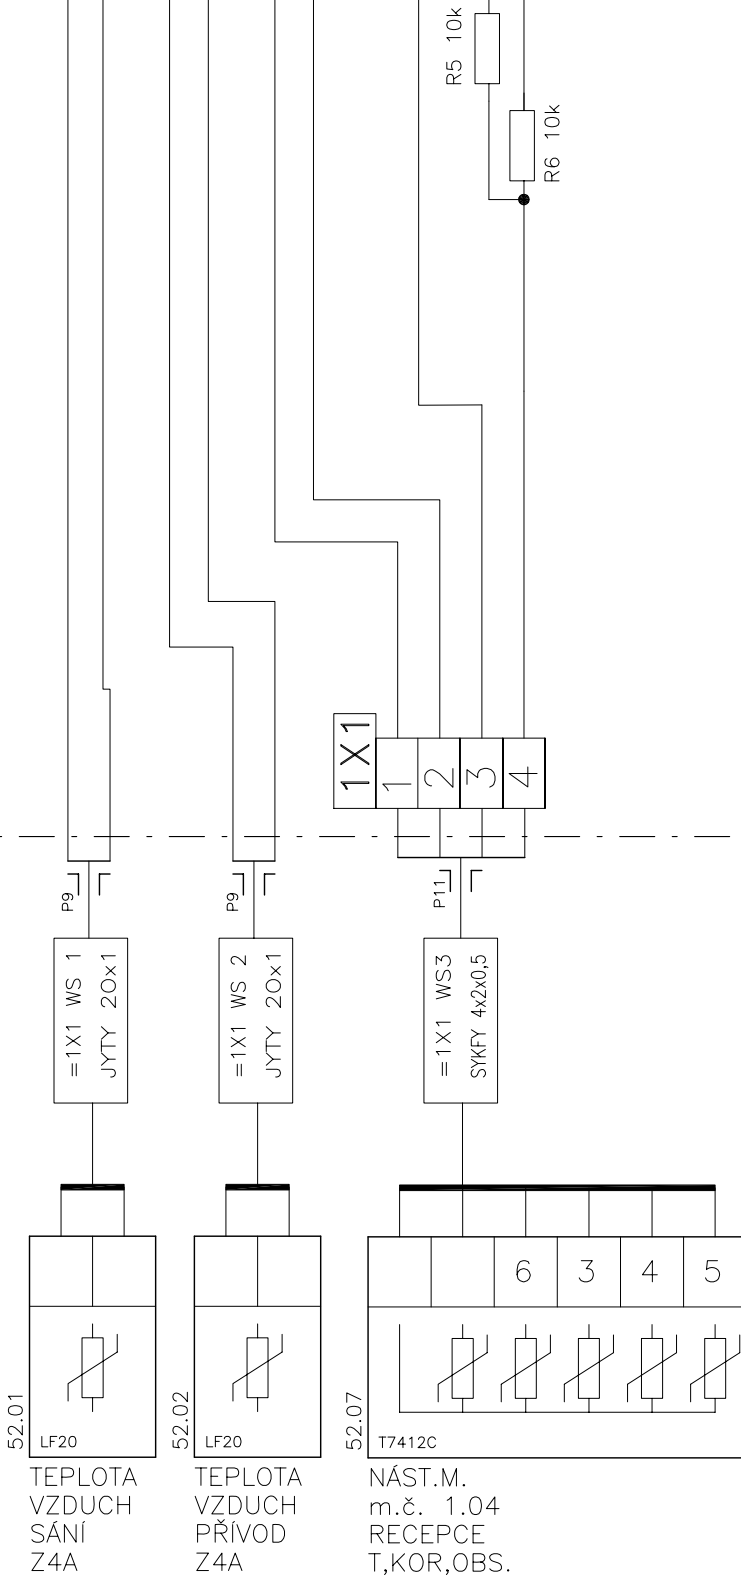 R5 10k
R6 10k
1X1
1
2
3
4
P9
P9
P11
=1X1 WS 1
JYTY 2Ox1
=1X1 WS 2
JYTY 2Ox1
=1X1 WS3
SYKFY 4x2x0,5
6
3
4
5
52.01
LF20
52.02
LF20
52.07
T7412C
TEPLOTA
VZDUCH
SÁNÍ
Z4A
TEPLOTA
VZDUCH
PŘÍVOD
Z4A
NÁST.M.
m.č. 1.04
RECEPCE
T,KOR,OBS.